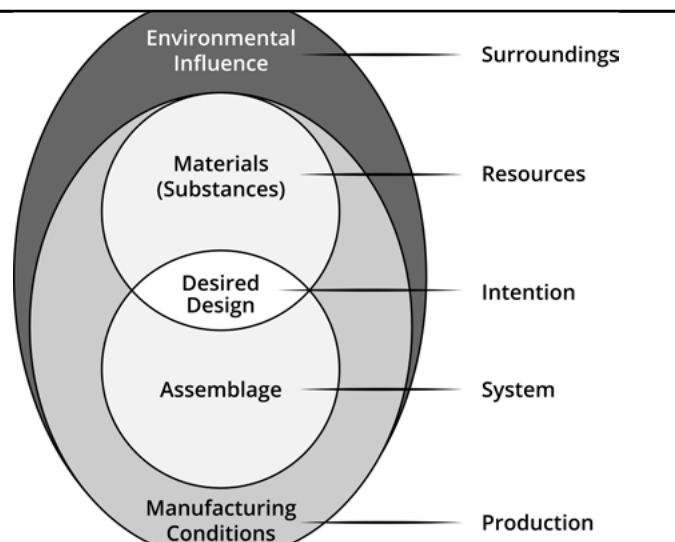 Environmental
Influence
Surroundings
Materials
(Substances)
Resources
Desired
Design
Intention
Assemblage
System
Manufacturing
Conditions
Production